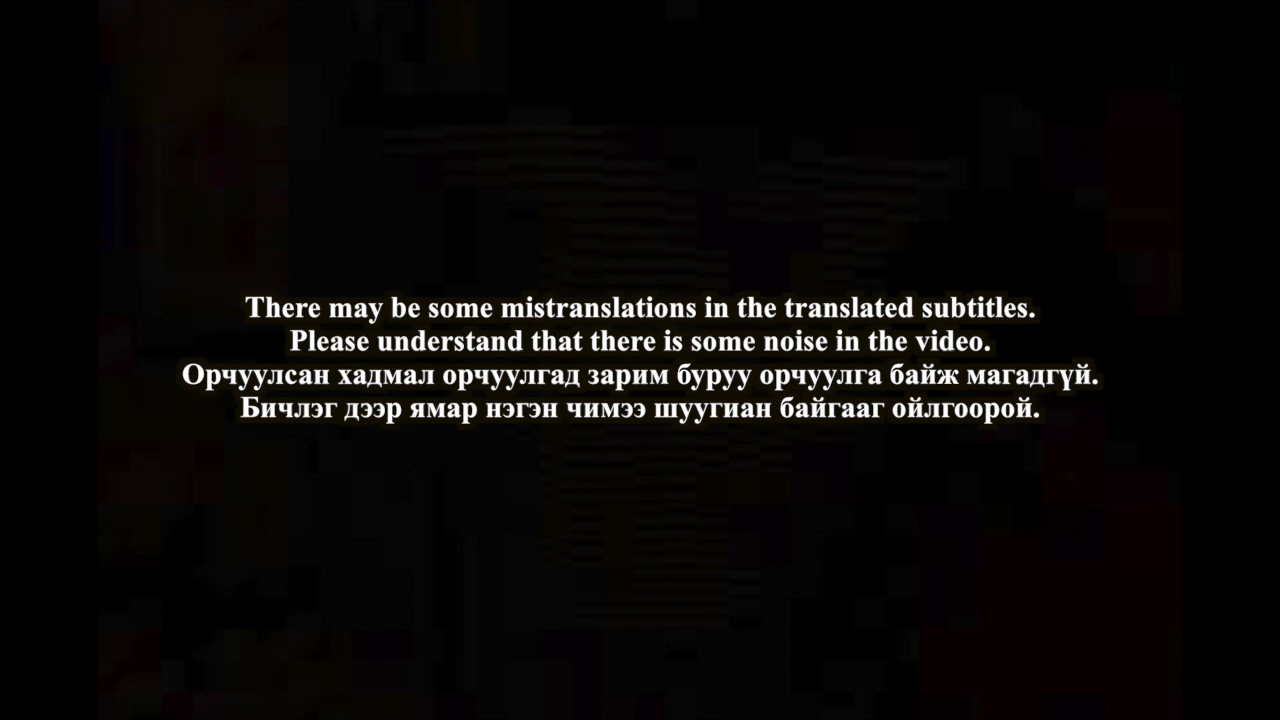 There may be some mistranslations in the translated subtitles.
Please understand that there is some noise in the video.
Орчуулсан хадмал орчуулгад зарим буруу орчуулга байж магадгүй.
Бичлэг дээр ямар нэгэн чимээ шуугиан байгааг ойлгоорой.